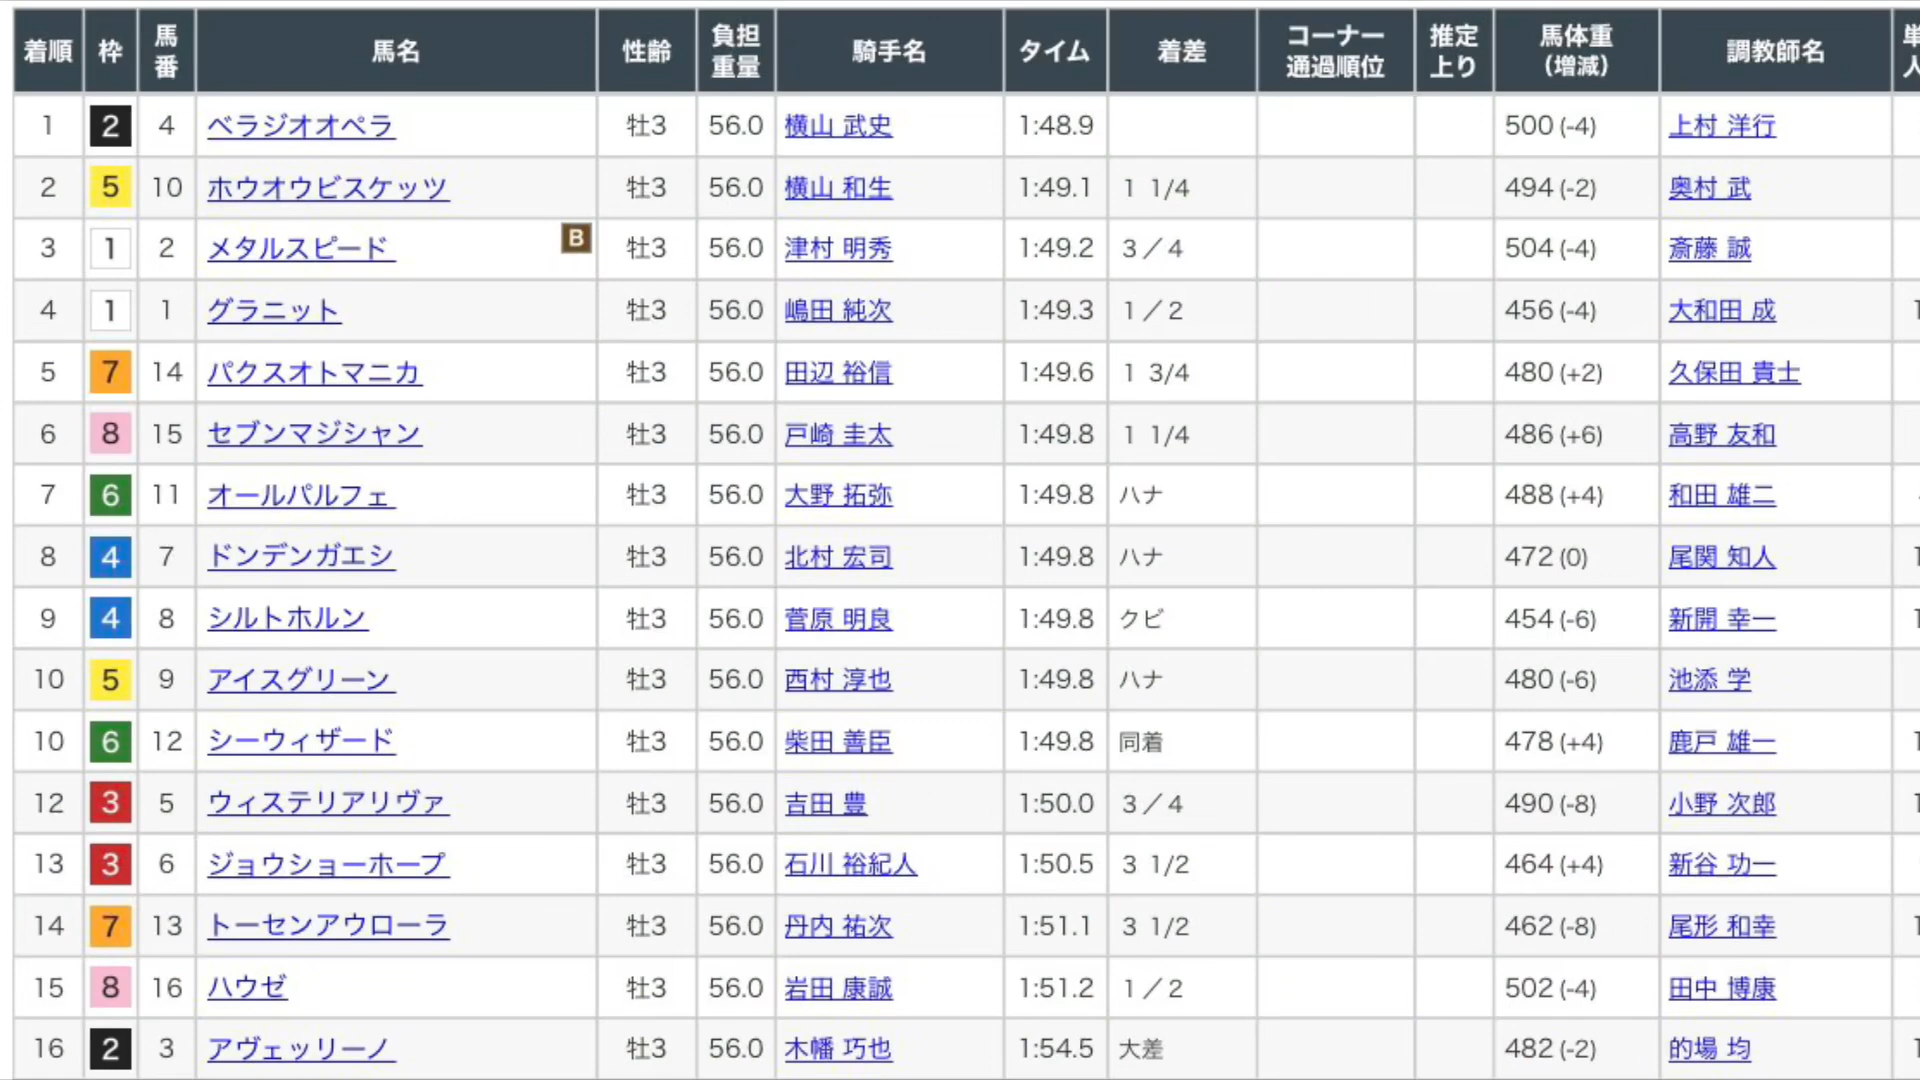 着順 枠 馬番 馬名 性齢 負担重量 騎手名 タイム 着差 コーナー通過順位 推定上り 馬体重(増減) 調教師名
1 2 4 ベラジオオペラ 牡3 56.0 横山 武史 1:48.9 500 (-4) 上村 洋行
2 5 10 ホウオウビスケッツ 牡3 56.0 横山 和生 1:49.1 1 1/4 494 (-2) 奥村 武
3 1 2 メタルスピード B 牡3 56.0 津村 明秀 1:49.2 3／4 504 (-4) 斎藤 誠
4 1 1 グラニット 牡3 56.0 嶋田 純次 1:49.3 1／2 456 (-4) 大和田 成
5 7 14 パクスオトマニカ 牡3 56.0 田辺 裕信 1:49.6 1 3/4 480 (+2) 久保田 貴士
6 8 15 セブンマジシャン 牡3 56.0 戸崎 圭太 1:49.8 1 1/4 486 (+6) 高野 友和
7 6 11 オールパルフェ 牡3 56.0 大野 拓弥 1:49.8 ハナ 488 (+4) 和田 雄二
8 4 7 ドンデンガエシ 牡3 56.0 北村 宏司 1:49.8 ハナ 472 (0) 尾関 知人
9 4 8 シルトホルン 牡3 56.0 菅原 明良 1:49.8 クビ 454 (-6) 新開 幸一
10 5 9 アイスグリーン 牡3 56.0 西村 淳也 1:49.8 ハナ 480 (-6) 池添 学
10 6 12 シーウィザード 牡3 56.0 柴田 善臣 1:49.8 同着 478 (+4) 鹿戸 雄一
12 3 5 ウィステリアリヴァ 牡3 56.0 吉田 豊 1:50.0 3／4 490 (-8) 小野 次郎
13 3 6 ジョウショーホープ 牡3 56.0 石川 裕紀人 1:50.5 3 1/2 464 (+4) 新谷 功一
14 7 13 トーセンアウローラ 牡3 56.0 丹内 祐次 1:51.1 3 1/2 462 (-8) 尾形 和幸
15 8 16 ハウゼ 牡3 56.0 岩田 康誠 1:51.2 1／2 502 (-4) 田中 博康
16 2 3 アヴェッリーノ 牡3 56.0 木幡 巧也 1:54.5 大差 482 (-2) 的場 均